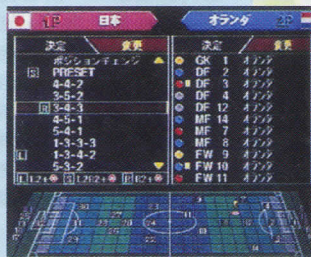 1P 日本 オランダ 2P
決定 変更 決定 変更
ポジションチェンジ
S PRESET
4-4-2
3-5-2
R 3-4-3
4-5-1
5-4-1
1-3-3-3
L 1-3-4-2
5-3-2
GK 1 オランダ
DF 2 オランダ
DF 3 オランダ
DF 4 オランダ
DF 12 オランダ
MF 14 オランダ
MF 7 オランダ
MF 8 オランダ
FW 9 オランダ
FW 10 オランダ
FW 11 オランダ